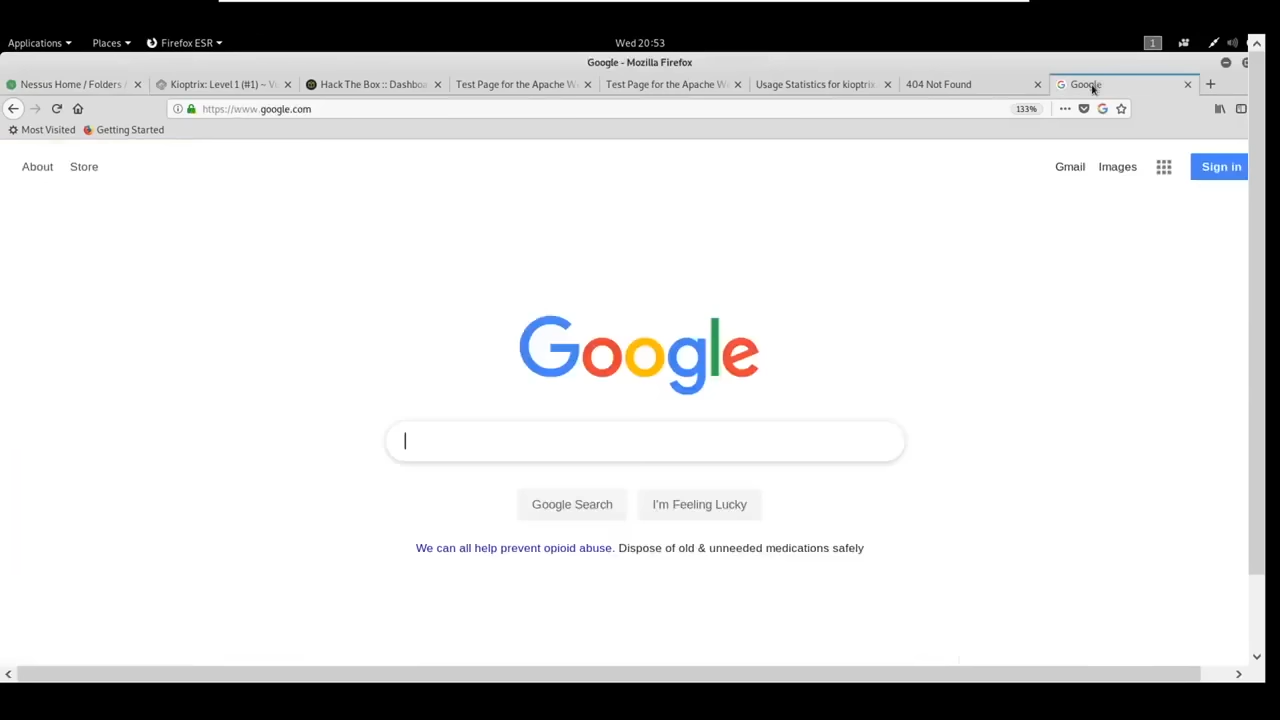 Applications Places Firefox ESR Wed 20:53 1
Google - Mozilla Firefox
Nessus Home / Folders / Kioptrix: Level 1 (#1) ~ V Hack The Box :: Dashboa Test Page for the Apache W Test Page for the Apache W Usage Statistics for kioptrix 404 Not Found Google
https://www.google.com 133%
Most Visited Getting Started
About Store Gmail Images Sign in
Google
Google Search I'm Feeling Lucky
We can all help prevent opioid abuse. Dispose of old & unneeded medications safely